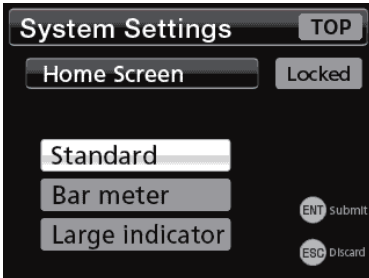 System Settings TOP
Home Screen Locked
Standard
Bar meter
ENT Submit
Large indicator
ESC Discard